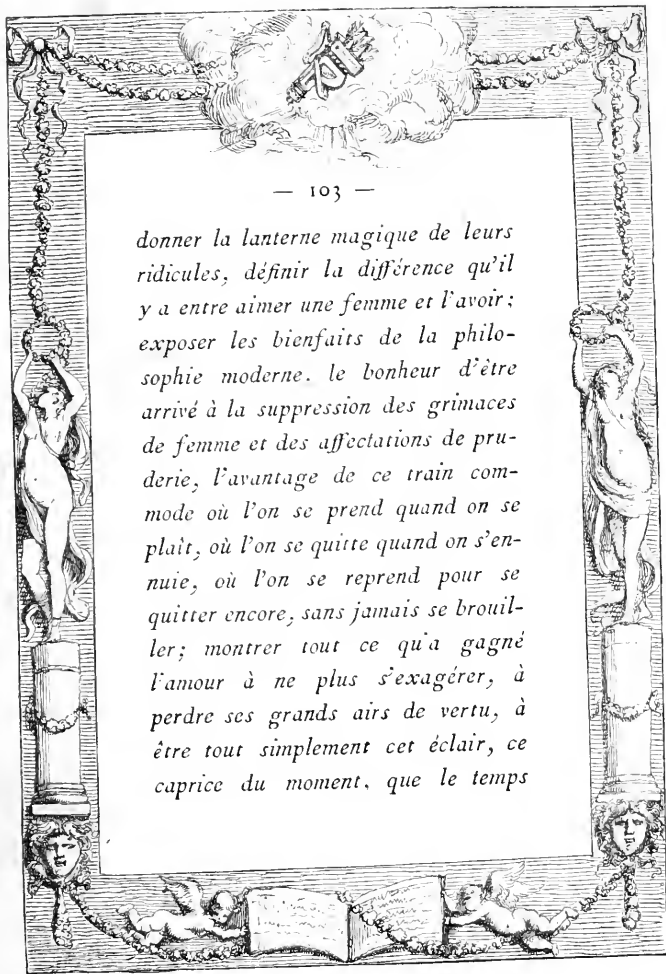 — 103 —
donner la lanterne magique de leurs
ridicules, définir la différence qu'il
y a entre aimer une femme et l'avoir;
exposer les bienfaits de la philo-
sophie moderne. le bonheur d'être
arrivé à la suppression des grimaces
de femme et des affectations de pru-
derie, l'avantage de ce train com-
mode où l'on se prend quand on se
plaît, où l'on se quitte quand on s'en-
nuie, où l'on se reprend pour se
quitter encore, sans jamais se brouil-
ler; montrer tout ce qu'a gagné
l'amour à ne plus s'exagérer, à
perdre ses grands airs de vertu, à
être tout simplement cet éclair, ce
caprice du moment, que le temps